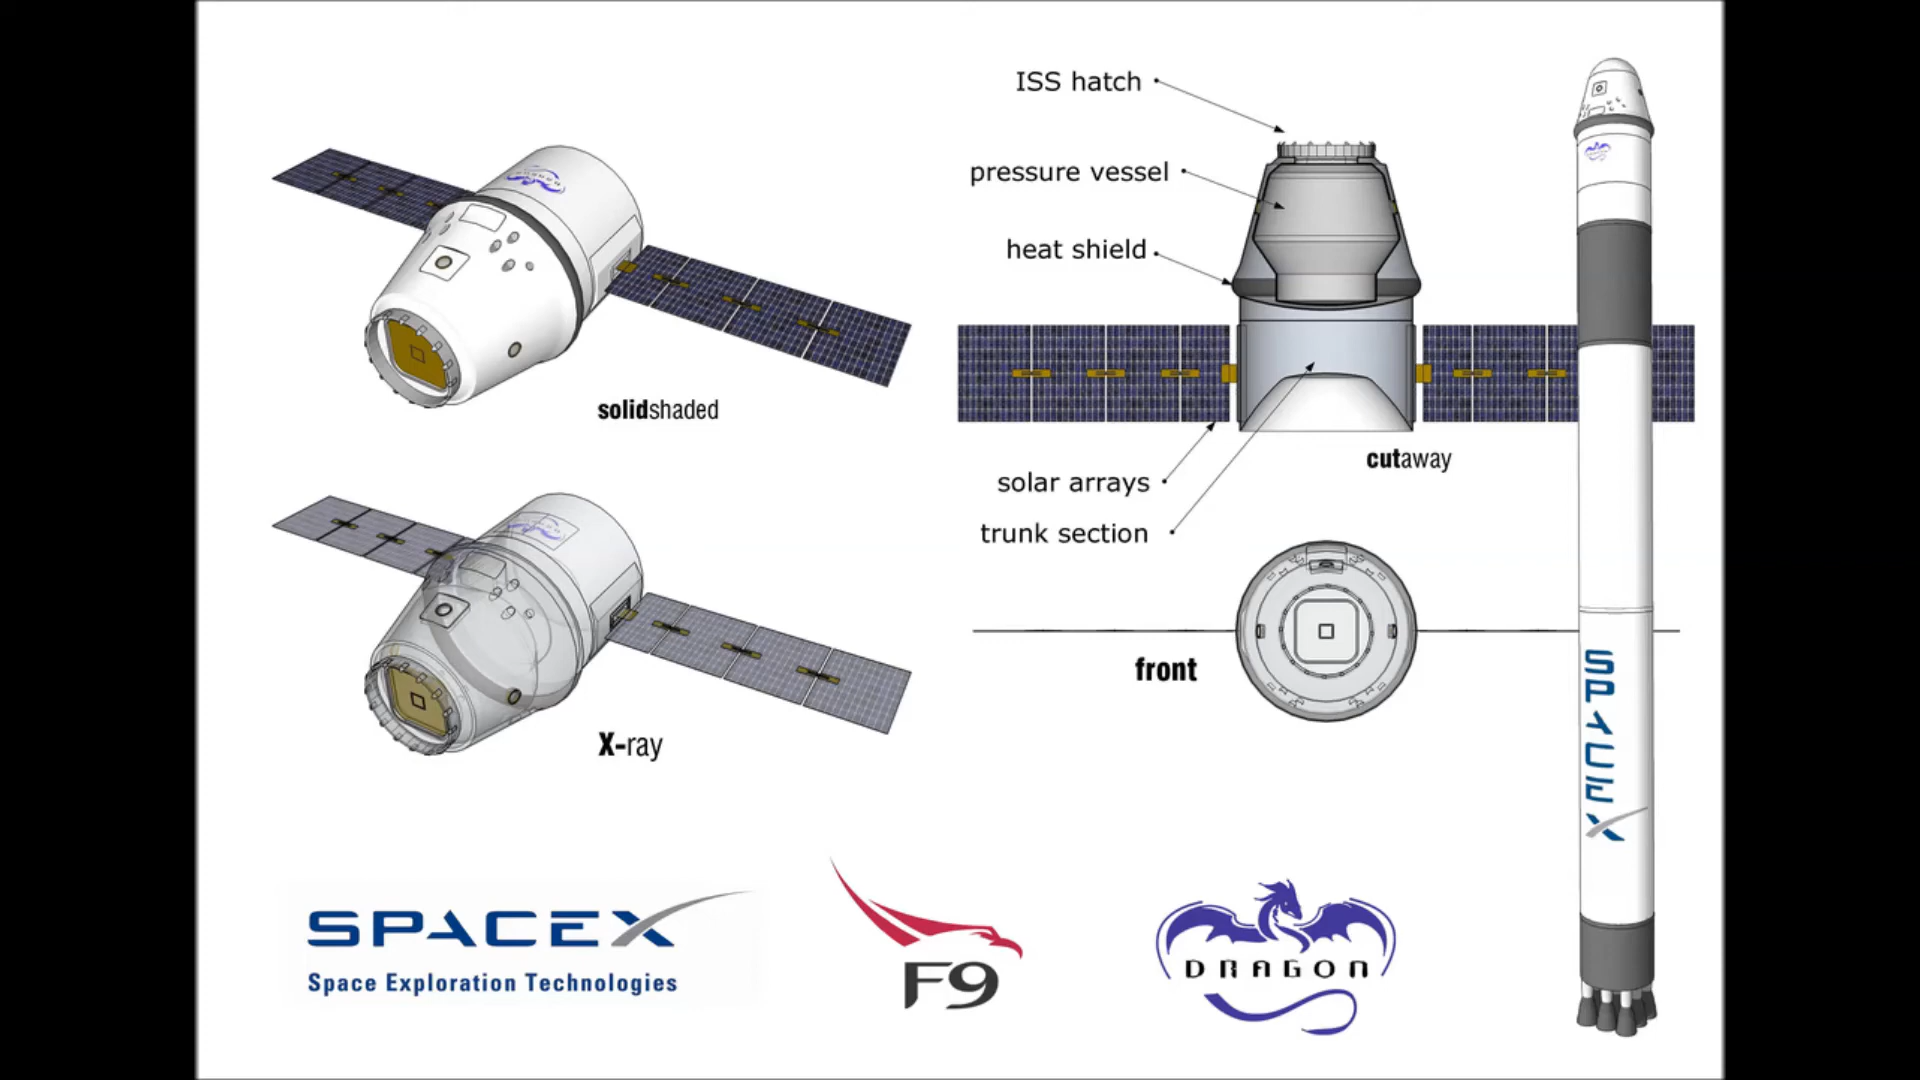 ISS hatch
pressure vessel
heat shield
solar arrays
trunk section
solidshaded
cutaway
X-ray
front
SPACEX
SPACEX
Space Exploration Technologies
F9
DRAGON